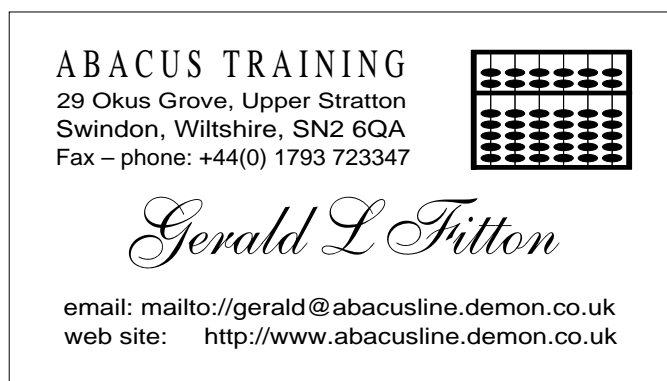 ABACUS TRAINING
29 Okus Grove, Upper Stratton
Swindon, Wiltshire, SN2 6QA
Fax – phone: +44(0) 1793 723347
Gerald L Fitton
email: mailto://gerald@abacusline.demon.co.uk
web site: http://www.abacusline.demon.co.uk